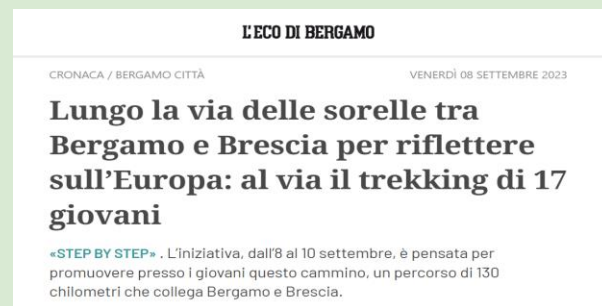 L'ECO DI BERGAMO
CRONACA / BERGAMO CITTÀ
VENERDÌ 08 SETTEMBRE 2023
Lungo la via delle sorelle tra
Bergamo e Brescia per riflettere
sull’Europa: al via il trekking di 17
giovani
«STEP BY STEP» . L’iniziativa, dall’8 al 10 settembre, è pensata per
promuovere presso i giovani questo cammino, un percorso di 130
chilometri che collega Bergamo e Brescia.